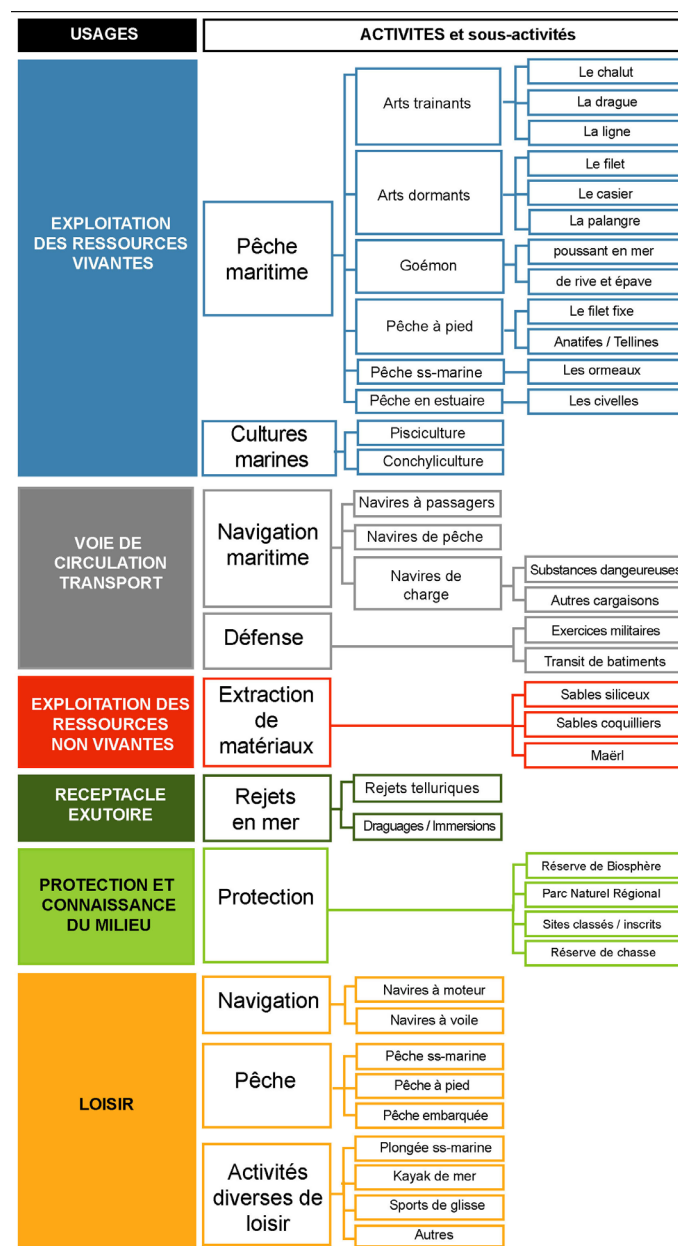 USAGES
ACTIVITES et sous-activités
EXPLOITATION
DES RESSOURCES
VIVANTES
Pêche
maritime
Arts trainants
Le chalut
La drague
La ligne
Arts dormants
Le filet
Le casier
La palangre
Goémon
poussant en mer
de rive et épave
Pêche à pied
Le filet fixe
Anatifes / Tellines
Pêche ss-marine
Les ormeaux
Pêche en estuaire
Les civelles
Cultures
marines
Pisciculture
Conchyliculture
VOIE DE
CIRCULATION
TRANSPORT
Navigation
maritime
Navires à passagers
Navires de pêche
Navires de
charge
Substances dangeureuses
Autres cargaisons
Défense
Exercices militaires
Transit de batiments
EXPLOITATION DES
RESSOURCES
NON VIVANTES
Extraction
de
matériaux
Sables siliceux
Sables coquilliers
Maërl
RECEPTACLE
EXUTOIRE
Rejets
en mer
Rejets telluriques
Draguages / Immersions
PROTECTION ET
CONNAISSANCE
DU MILIEU
Protection
Réserve de Biosphère
Parc Naturel Régional
Sites classés / inscrits
Réserve de chasse
LOISIR
Navigation
Navires à moteur
Navires à voile
Pêche
Pêche ss-marine
Pêche à pied
Pêche embarquée
Activités
diverses de
loisir
Plongée ss-marine
Kayak de mer
Sports de glisse
Autres